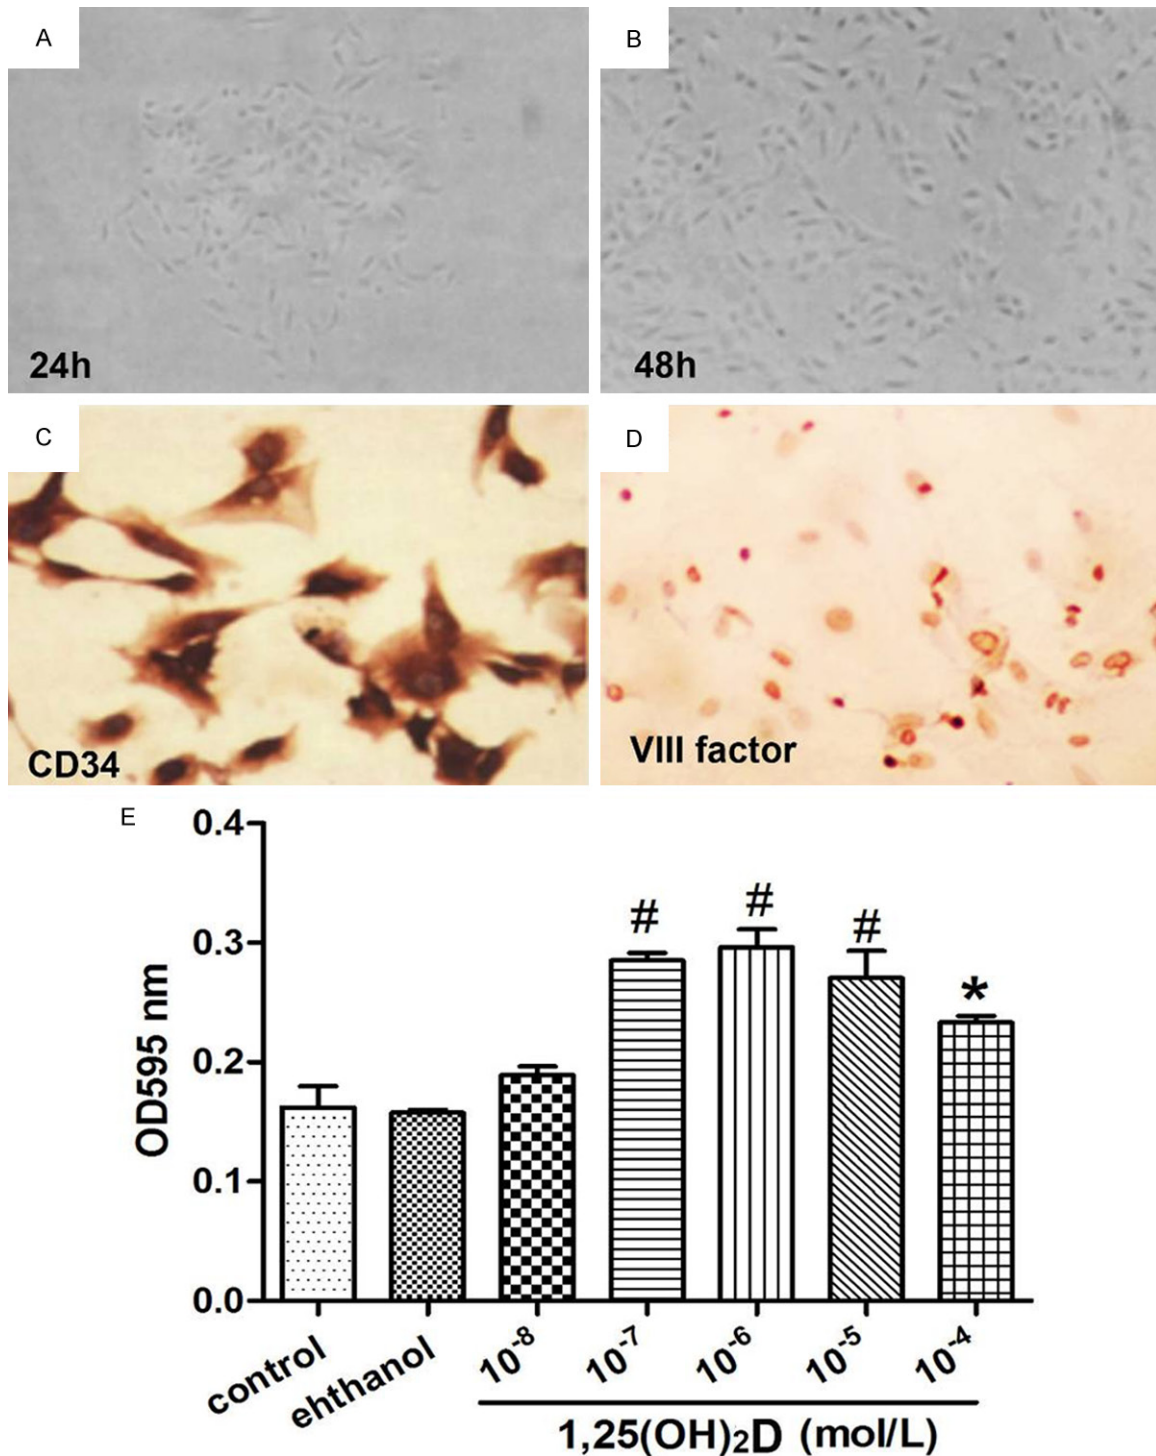 A
B
24h
48h
C
D
CD34
VIII factor
E
0.4
0.3
0.2
0.1
0.0
OD595 nm
#
#
#
*
control
ehthanol
10⁻⁸
10⁻⁷
10⁻⁶
10⁻⁵
10⁻⁴
1,25(OH)₂D (mol/L)